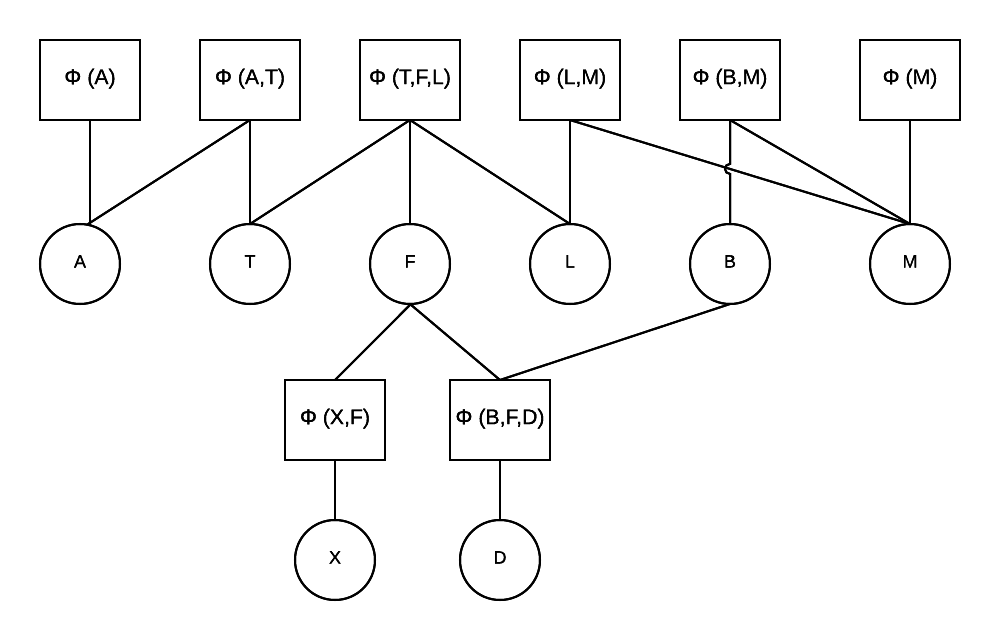 Φ (A)
Φ (A,T)
Φ (T,F,L)
Φ (L,M)
Φ (B,M)
Φ (M)
A
T
F
L
B
M
Φ (X,F)
Φ (B,F,D)
X
D